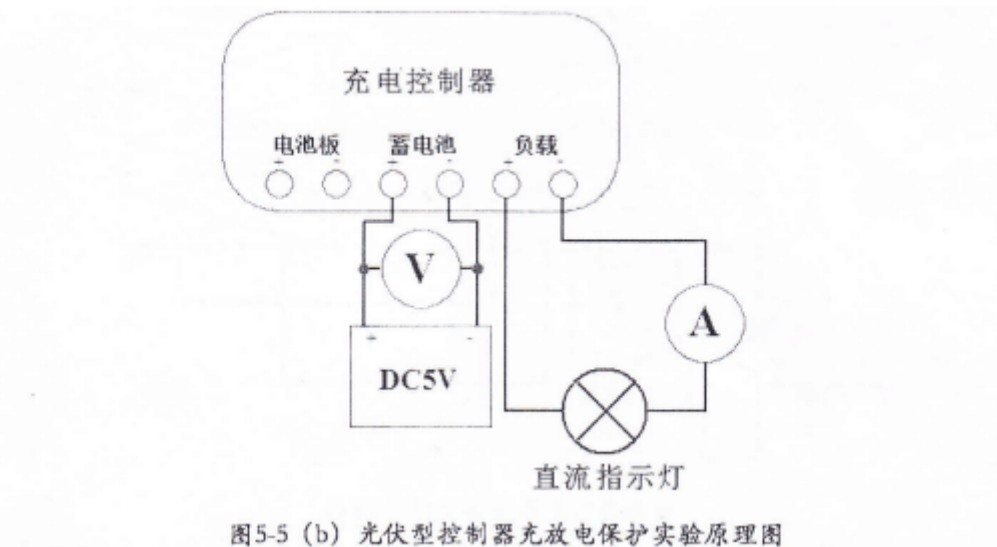 充电控制器
电池板 蓄电池 负载
+ - + - + -
V
A
+ -
DC5V
直流指示灯
图5-5 (b) 光伏型控制器充放电保护实验原理图